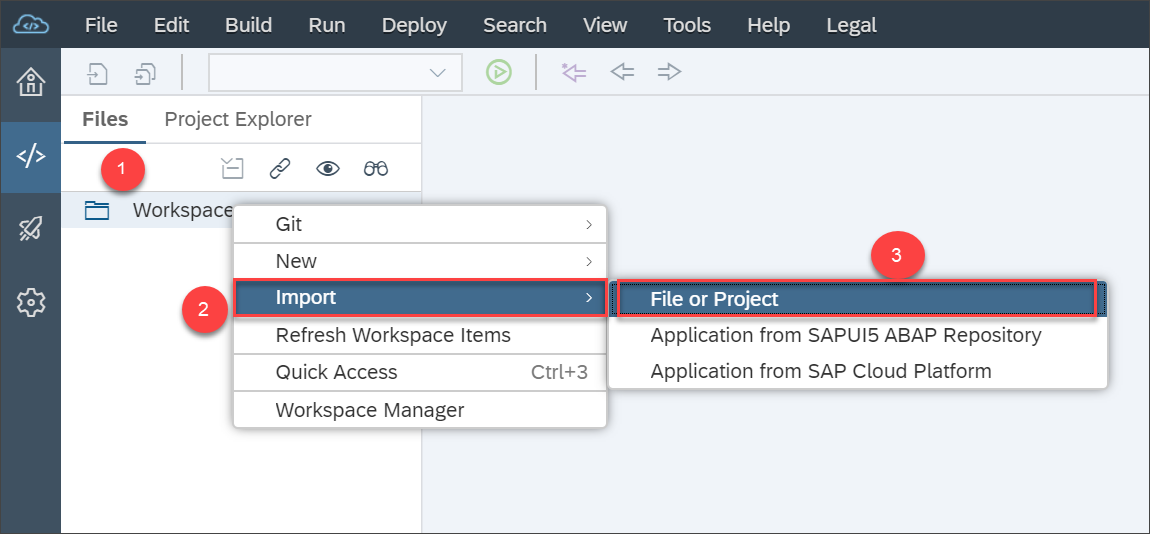 File Edit Build Run Deploy Search View Tools Help Legal
Files Project Explorer
1
Workspace
Git
New
3
2
Import
File or Project
Refresh Workspace Items
Application from SAPUI5 ABAP Repository
Quick Access Ctrl+3
Application from SAP Cloud Platform
Workspace Manager